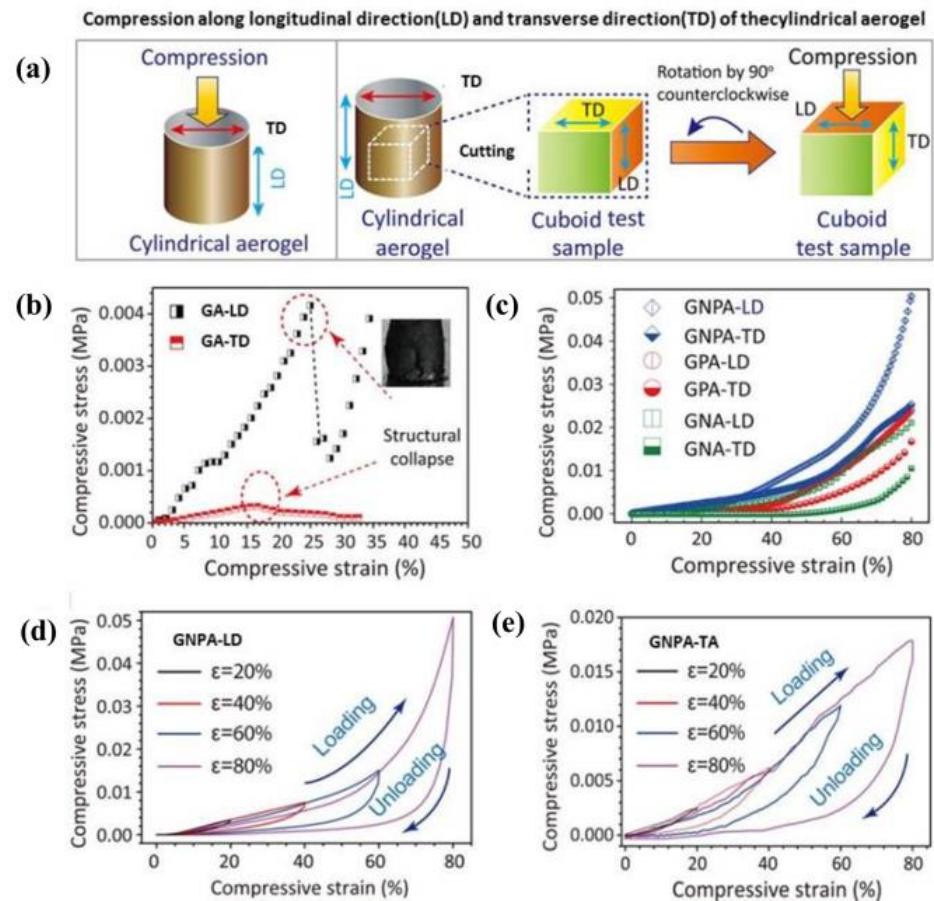 Compression along longitudinal direction(LD) and transverse direction(TD) of thecylindrical aerogel
(a)
Compression
TD
LD
Cylindrical aerogel
TD
LD
Cutting
Cylindrical
aerogel
TD
LD
Cuboid test
sample
Rotation by 90°
counterclockwise
Compression
LD
TD
Cuboid
test sample
(b)
Compressive stress (MPa)
0.004
0.003
0.002
0.001
0.000
GA-LD
GA-TD
Structural
collapse
0 5 10 15 20 25 30 35 40 45 50
Compressive strain (%)
(c)
Compressive stress (MPa)
0.05
0.04
0.03
0.02
0.01
0.00
GNPA-LD
GNPA-TD
GPA-LD
GPA-TD
GNA-LD
GNA-TD
0 20 40 60 80
Compressive strain (%)
(d)
Compressive stress (MPa)
0.05
0.04
0.03
0.02
0.01
0.00
GNPA-LD
ε=20%
ε=40%
ε=60%
ε=80%
Loading
Unloading
0 20 40 60 80
Compressive strain (%)
(e)
Compressive stress (MPa)
0.020
0.015
0.010
0.005
0.000
GNPA-TA
ε=20%
ε=40%
ε=60%
ε=80%
Loading
Unloading
0 20 40 60 80
Compressive strain (%)